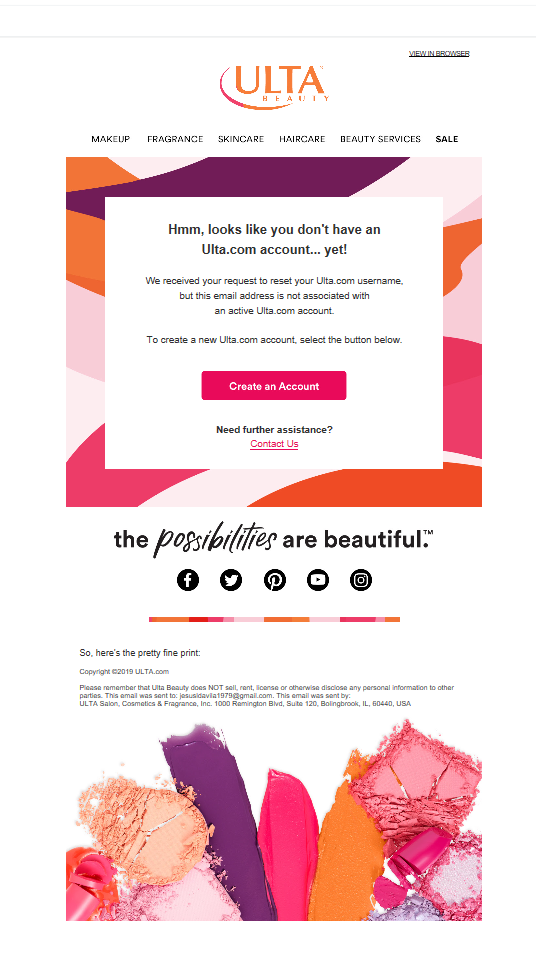 VIEW IN BROWSER
ULTA
BEAUTY
MAKEUP FRAGRANCE SKINCARE HAIRCARE BEAUTY SERVICES SALE
Hmm, looks like you don't have an
Ulta.com account... yet!
We received your request to reset your Ulta.com username,
but this email address is not associated with
an active Ulta.com account.
To create a new Ulta.com account, select the button below.
Create an Account
Need further assistance?
Contact Us
the possibilities are beautiful.™
So, here's the pretty fine print:
Copyright ©2019 ULTA.com
Please remember that Ulta Beauty does NOT sell, rent, license or otherwise disclose any personal information to other
parties. This email was sent to: jesusldavila1979@gmail.com. This email was sent by:
ULTA Salon, Cosmetics & Fragrance, Inc. 1000 Remington Blvd, Suite 120, Bolingbrook, IL, 60440, USA